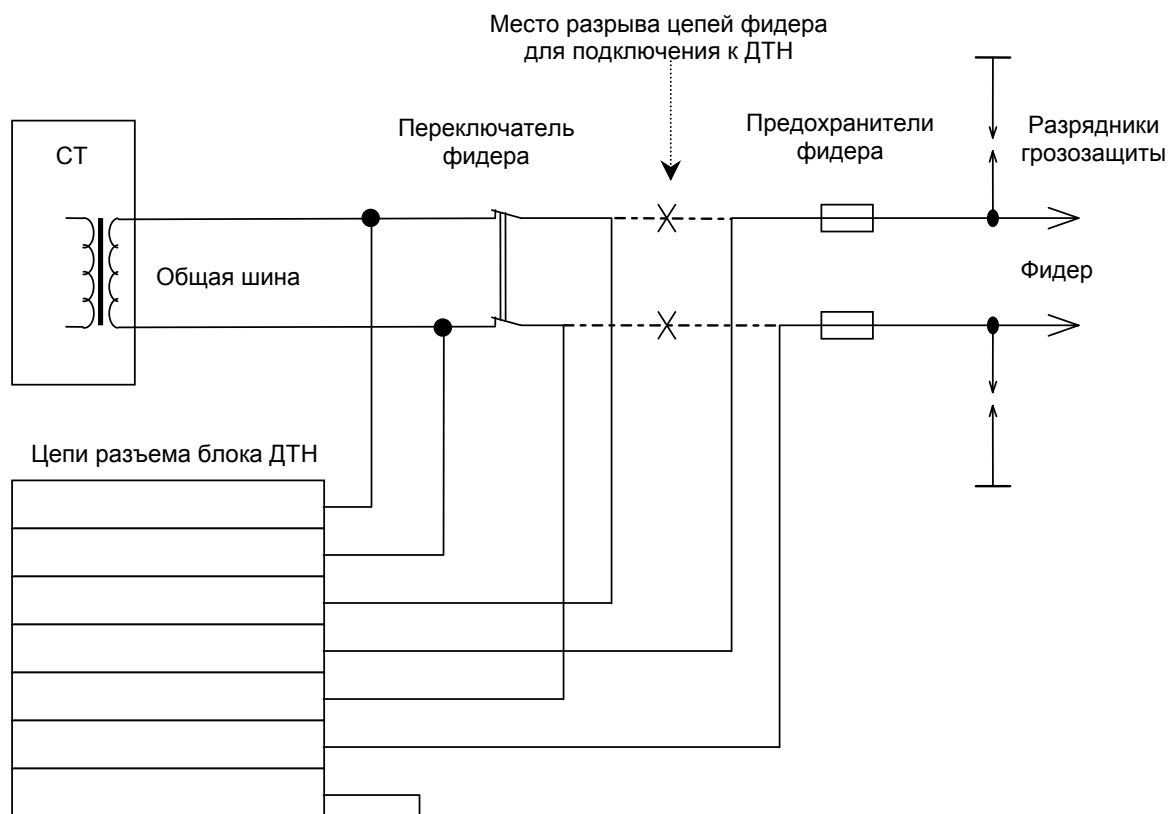 Место разрыва цепей фидера
для подключения к ДТН
Переключатель
фидера
Предохранители
фидера
Разрядники
грозозащиты
СТ
Общая шина
Фидер
Цепи разъема блока ДТН